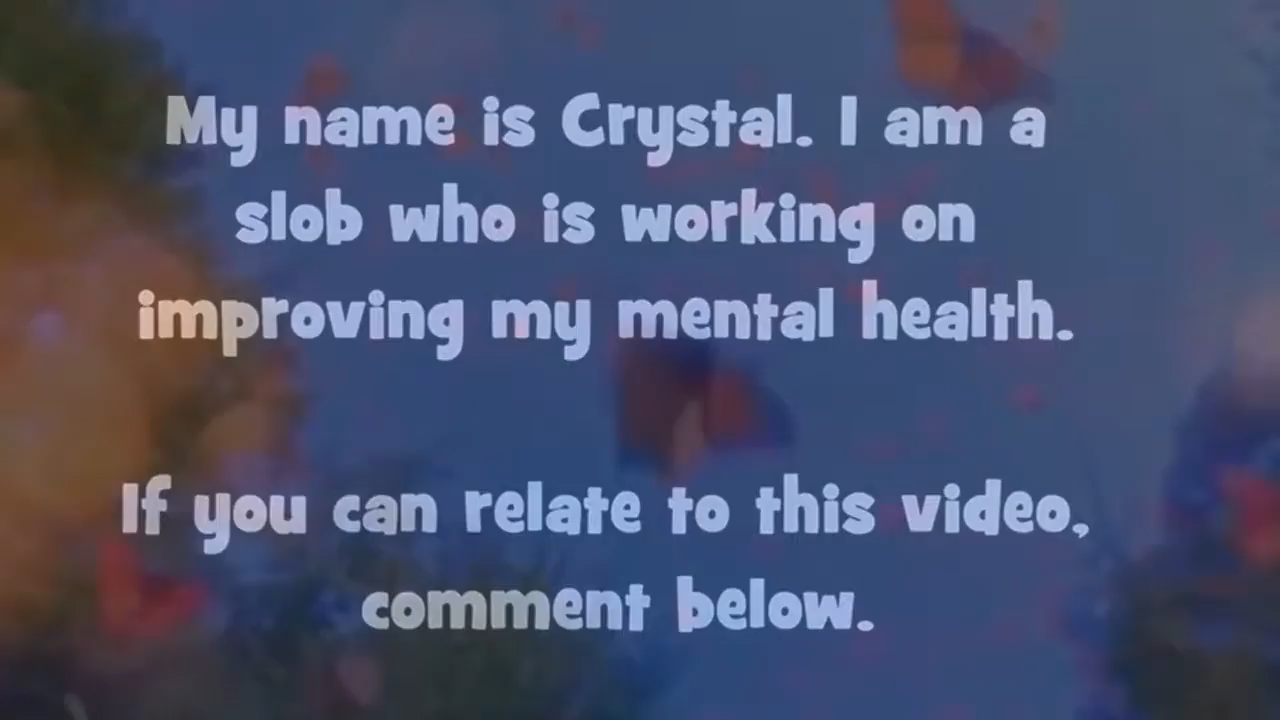 My name is Crystal. I am a
slob who is working on
improving my mental health.
If you can relate to this video,
comment below.